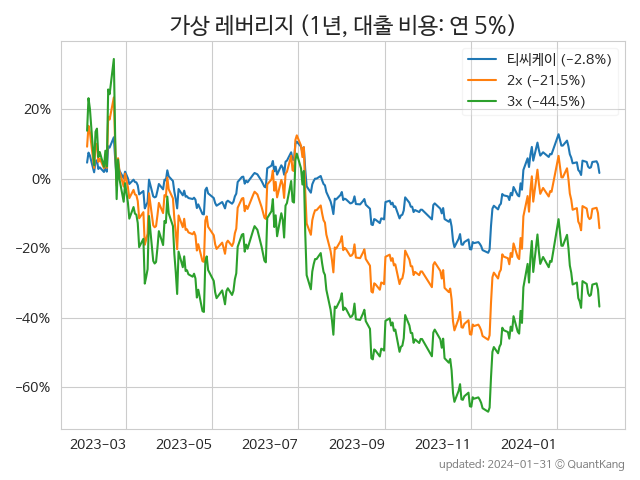 가상 레버리지 (1년, 대출 비용: 연 5%)
티씨케이 (−2.8%)
2x (−21.5%)
3x (−44.5%)
20%
0%
−20%
−40%
−60%
2023-03 2023-05 2023-07 2023-09 2023-11 2024-01
updated: 2024-01-31 © QuantKang